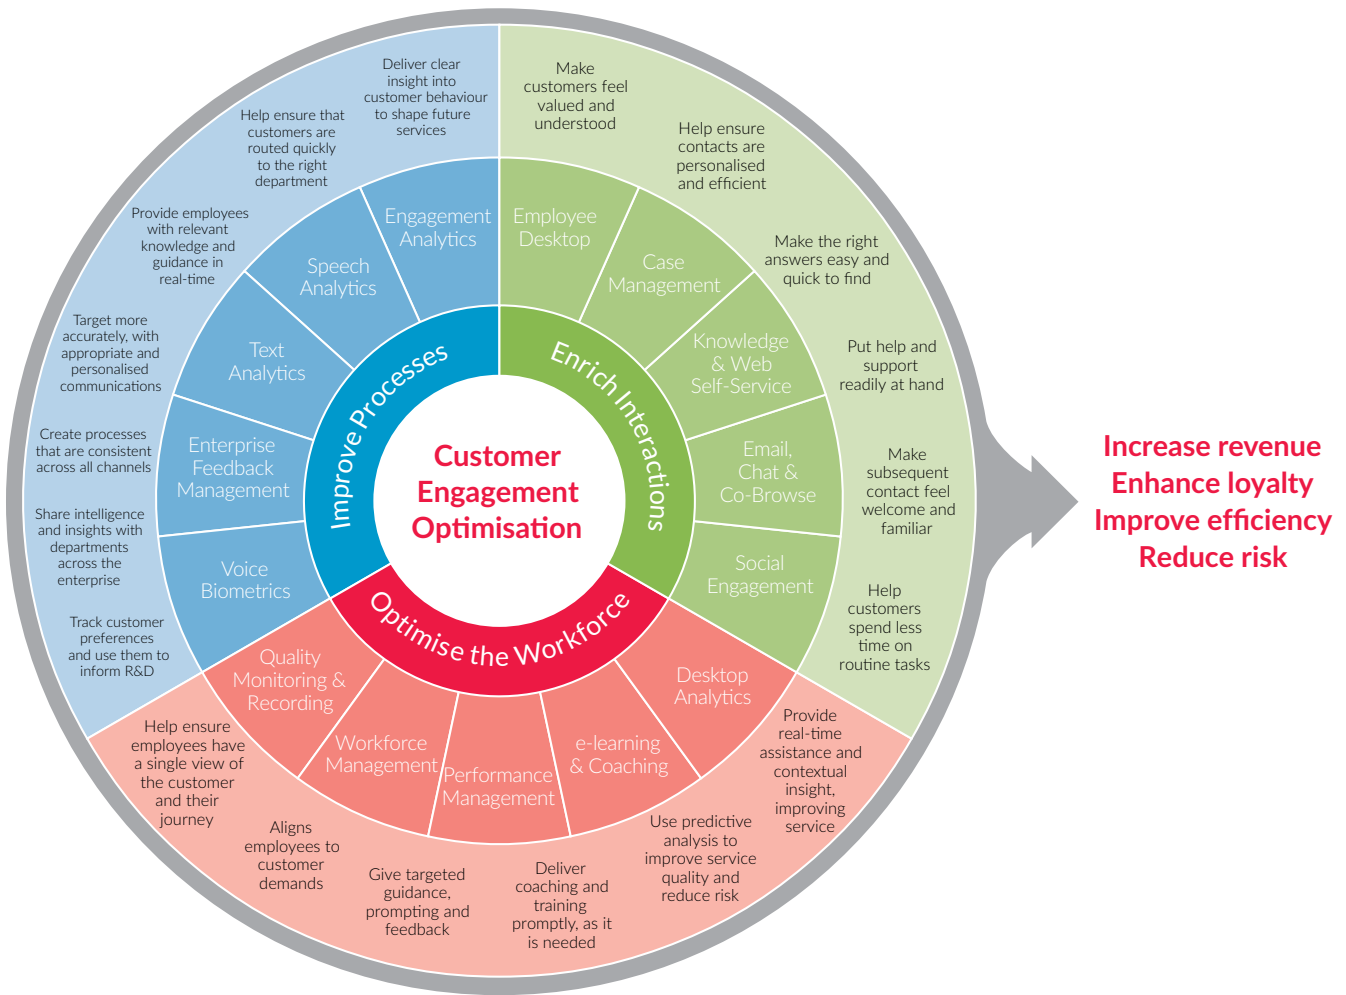 Customer
Engagement
Optimisation
Improve Processes
Enrich Interactions
Optimise the Workforce
Engagement
Analytics
Speech
Analytics
Text
Analytics
Enterprise
Feedback
Management
Voice
Biometrics
Employee
Desktop
Case
Management
Knowledge
& Web
Self-Service
Email,
Chat &
Co-Browse
Social
Engagement
Desktop
Analytics
e-learning
& Coaching
Performance
Management
Workforce
Management
Quality
Monitoring &
Recording
Deliver clear
insight into
customer behaviour
to shape future
services
Help ensure that
customers are
routed quickly
to the right
department
Provide employees
with relevant
knowledge and
guidance in
real-time
Target more
accurately, with
appropriate and
personalised
communications
Create processes
that are consistent
across all channels
Share intelligence
and insights with
departments
across the
enterprise
Track customer
preferences
and use them to
inform R&D
Make
customers feel
valued and
understood
Help ensure
contacts are
personalised
and efficient
Make the right
answers easy and
quick to find
Put help and
support
readily at hand
Make
subsequent
contact feel
welcome and
familiar
Help
customers
spend less
time on
routine tasks
Provide
real-time
assistance and
contextual
insight,
improving
service
Use predictive
analysis to
improve service
quality and
reduce risk
Deliver
coaching and
training
promptly, as it
is needed
Give targeted
guidance,
prompting and
feedback
Aligns
employees to
customer
demands
Help ensure
employees have
a single view of
the customer
and their
journey
Increase revenue
Enhance loyalty
Improve efficiency
Reduce risk